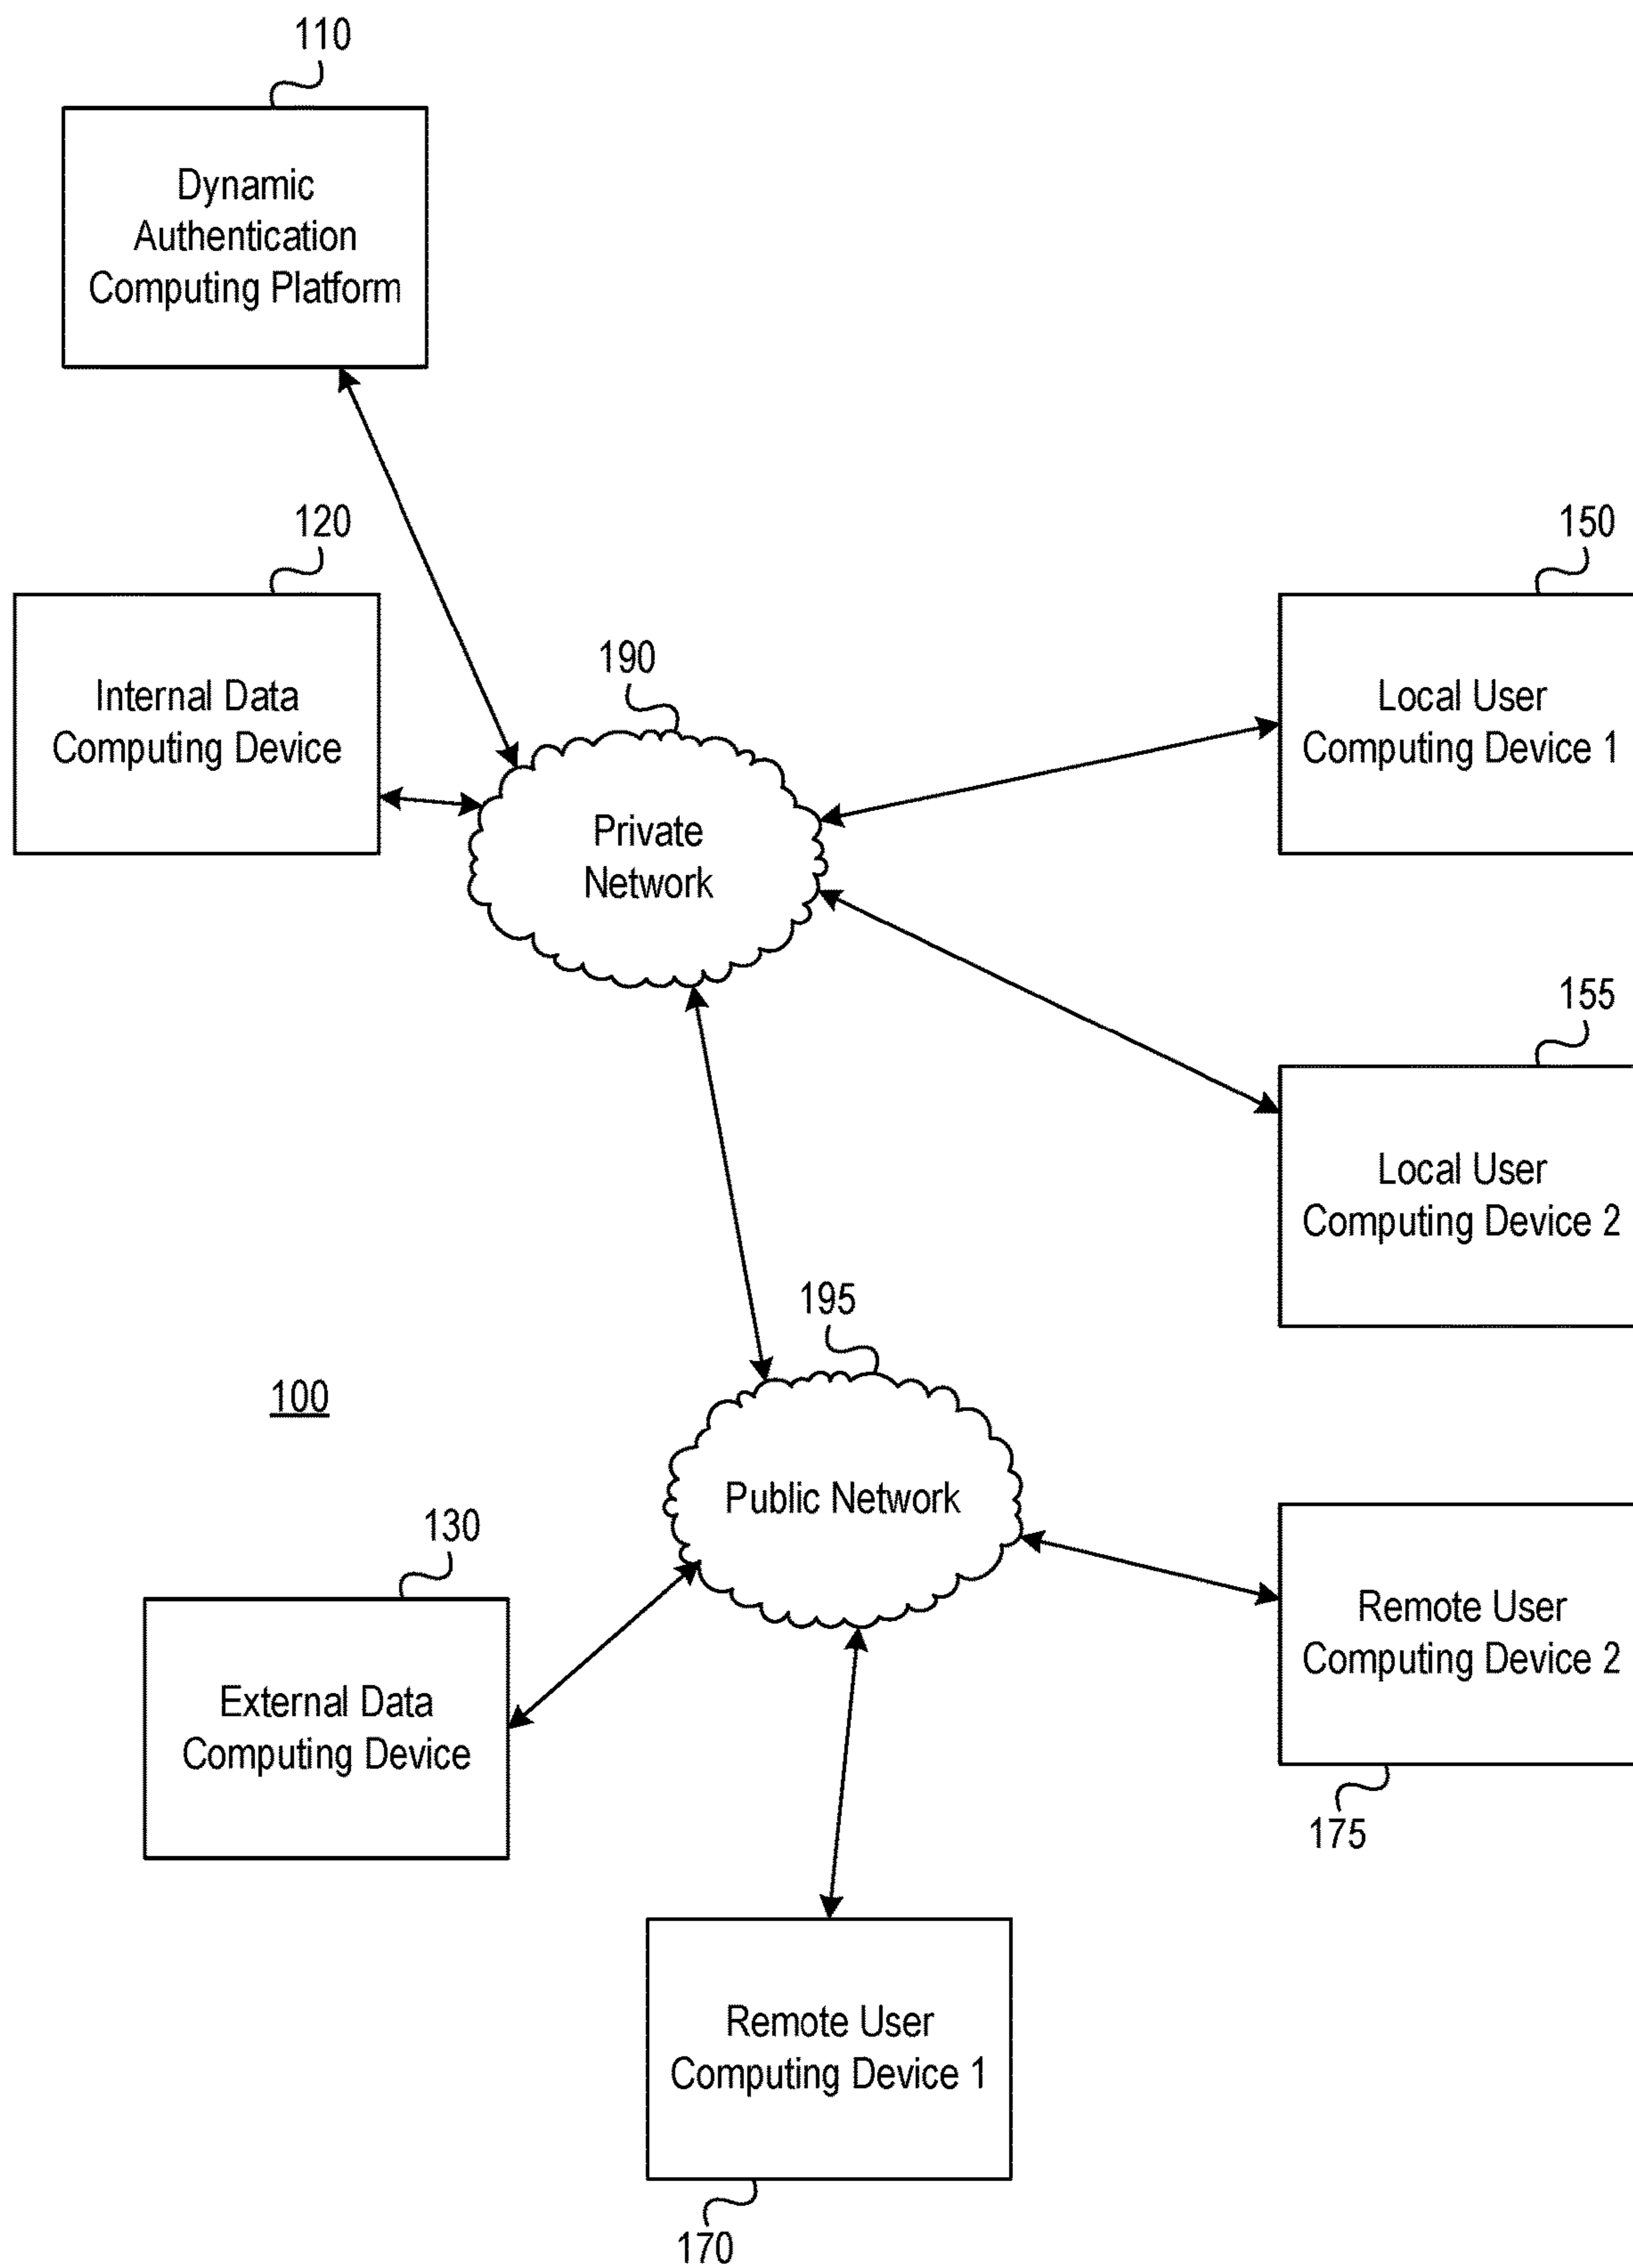 110
Dynamic
Authentication
Computing Platform
120
Internal Data
Computing Device
190
Private
Network
150
Local User
Computing Device 1
155
Local User
Computing Device 2
195
Public Network
100
130
External Data
Computing Device
Remote User
Computing Device 2
175
Remote User
Computing Device 1
170